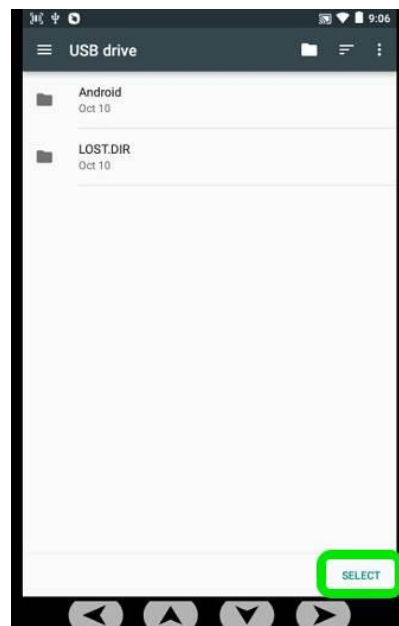 9:06
USB drive
Android
Oct 10
LOST.DIR
Oct 10
SELECT